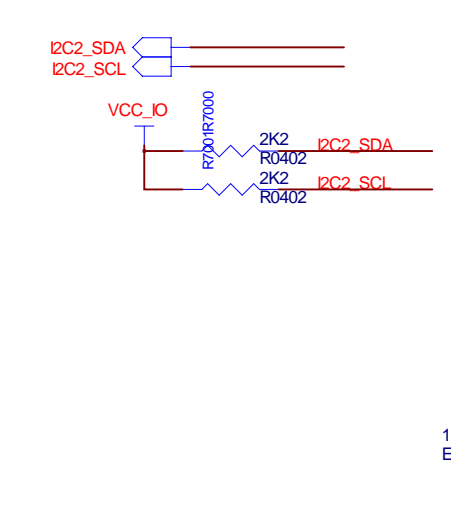 I2C2_SDA
I2C2_SCL
VCC_IO
R7001R7000
2K2
I2C2_SDA
R0402
2K2
I2C2_SCL
R0402
1
E